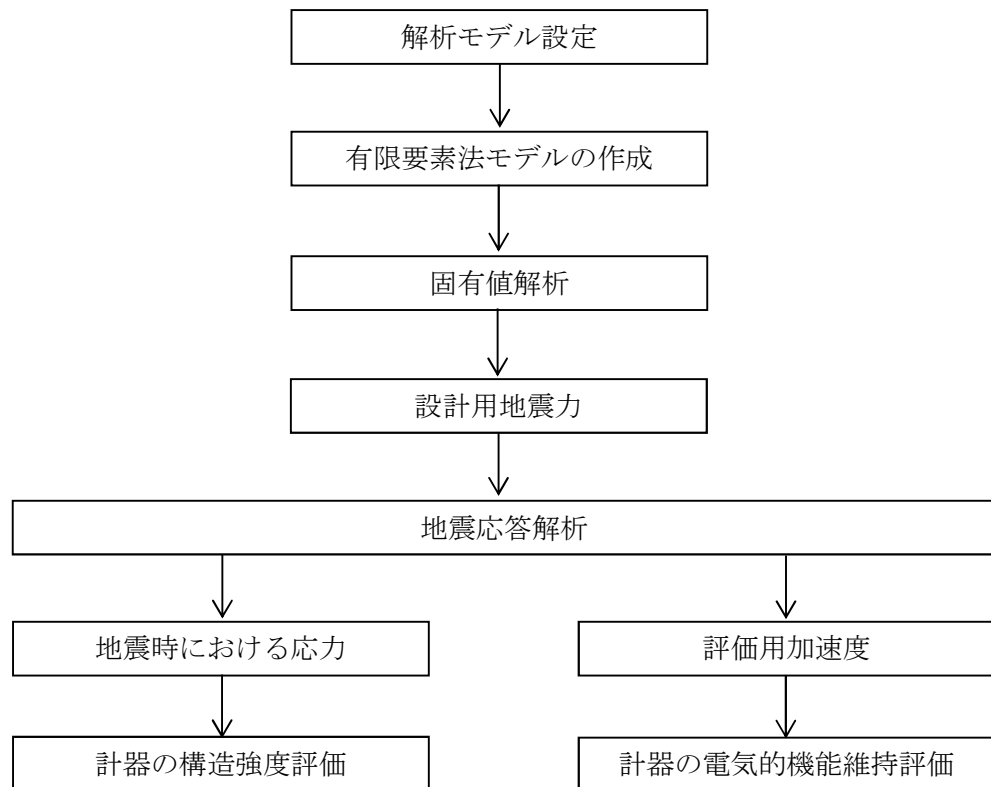 解析モデル設定
有限要素法モデルの作成
固有値解析
設計用地震力
地震応答解析
地震時における応力
評価用加速度
計器の構造強度評価
計器の電気的機能維持評価